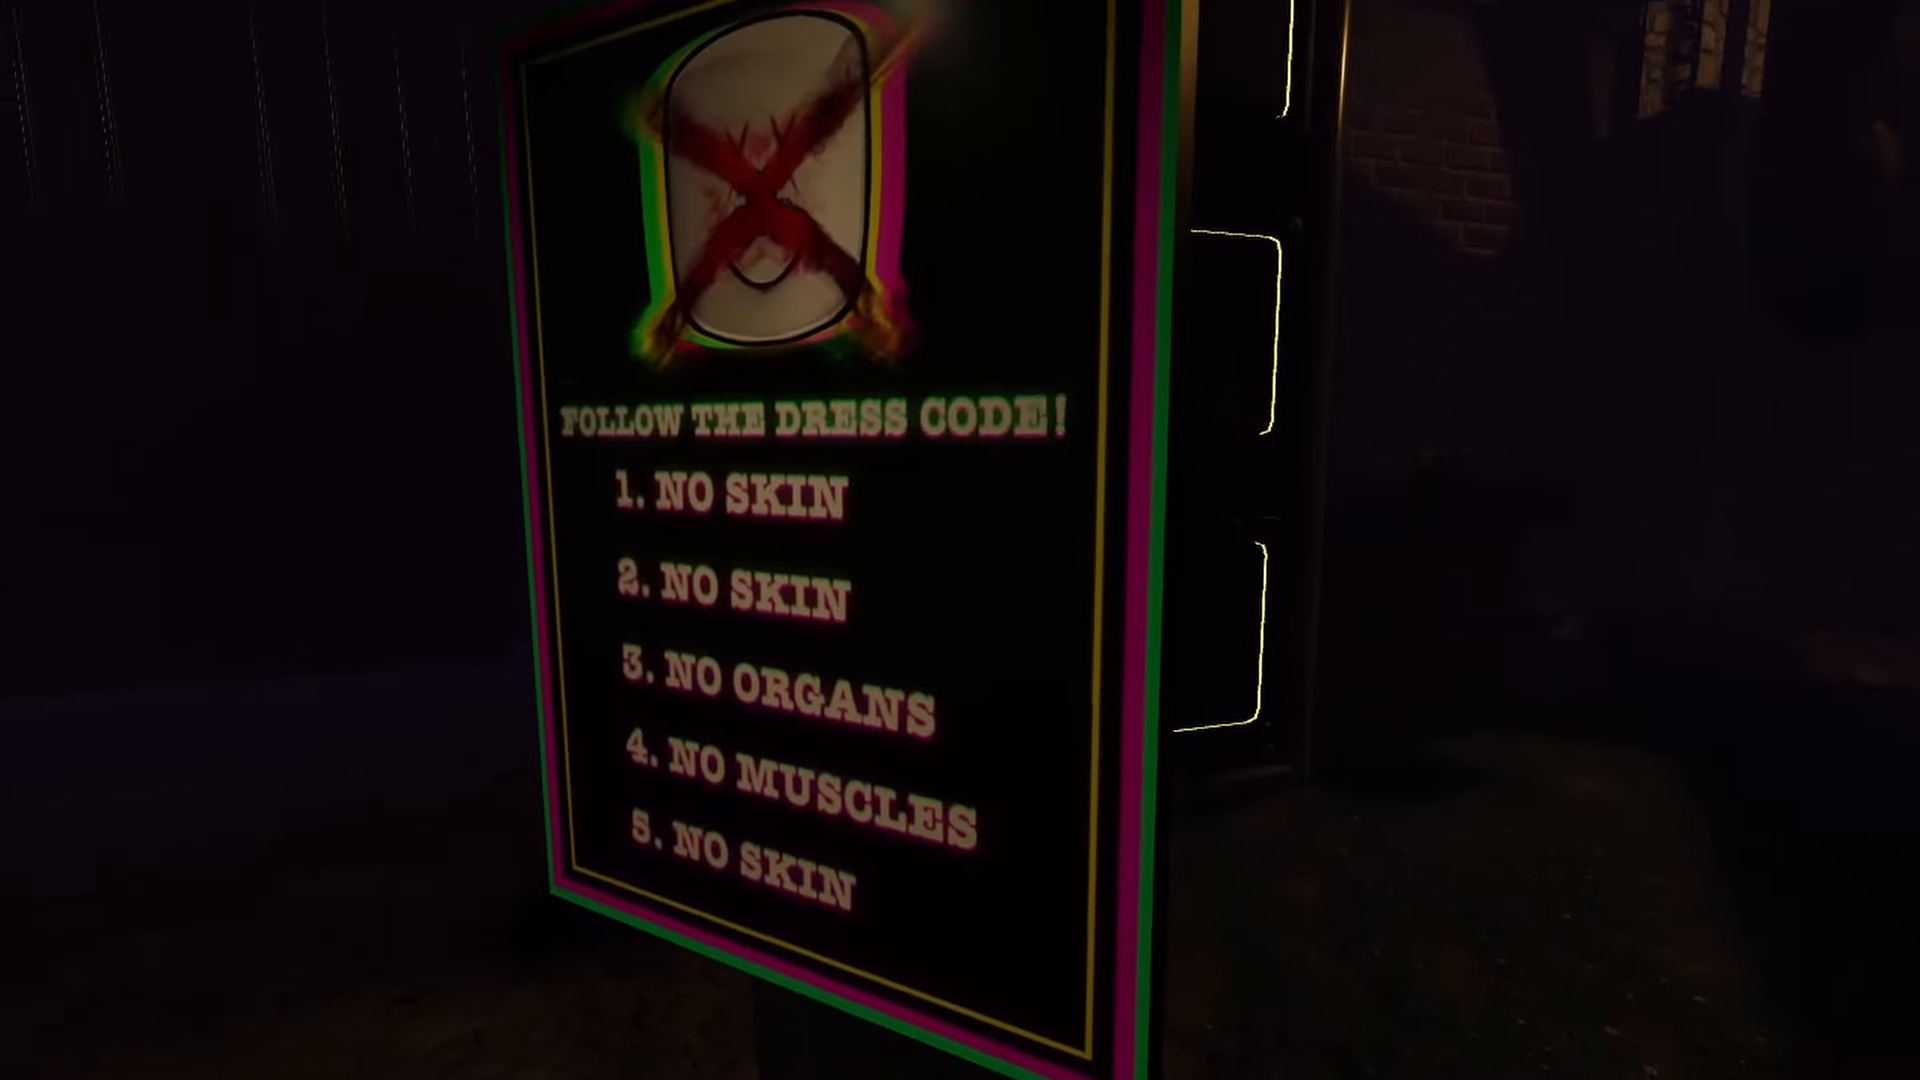 FOLLOW THE DRESS CODE!
1. NO SKIN
2. NO SKIN
3. NO ORGANS
4. NO MUSCLES
5. NO SKIN